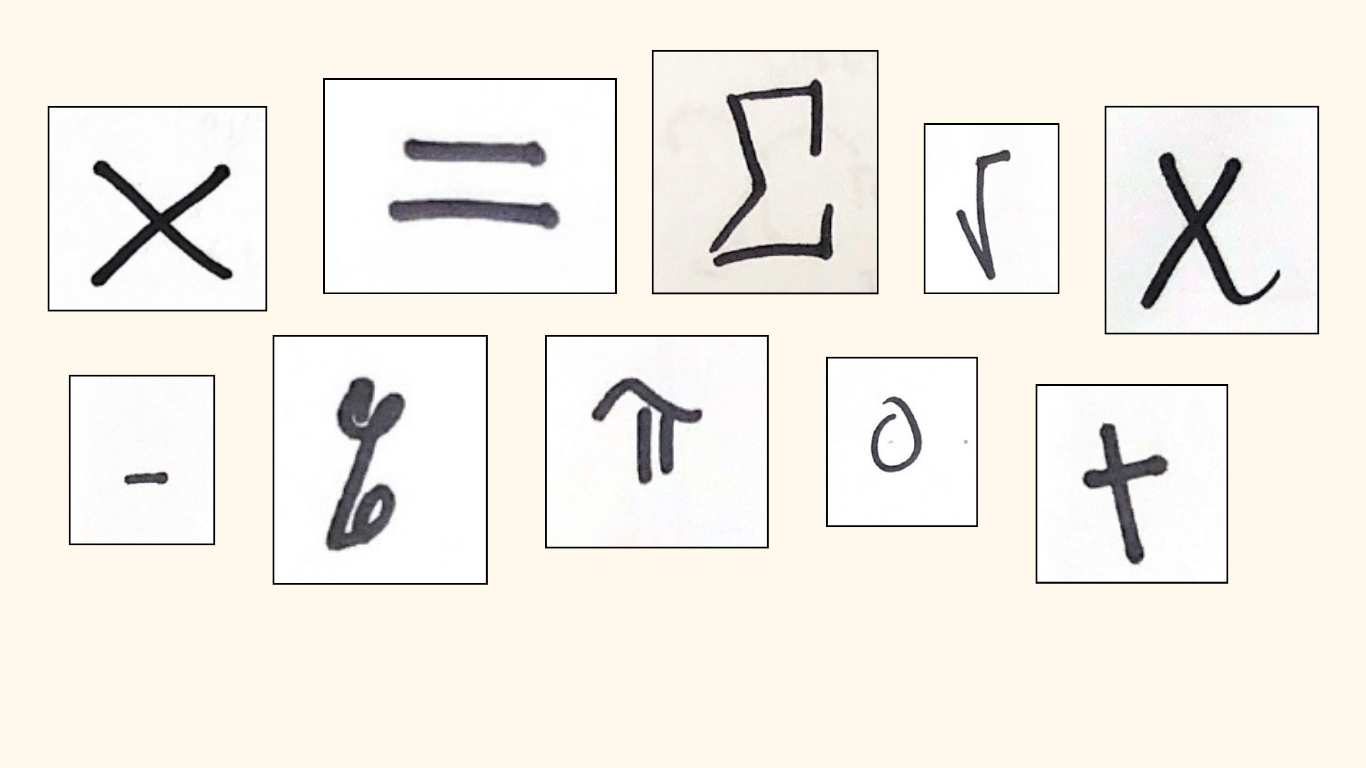 × = Σ √ x
- % π 0 +